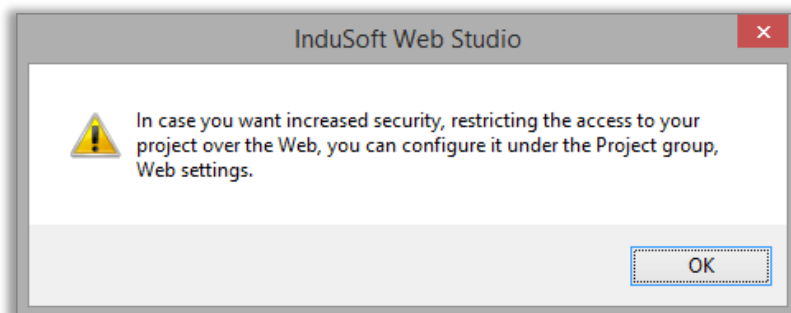 InduSoft Web Studio
In case you want increased security, restricting the access to your
project over the Web, you can configure it under the Project group,
Web settings.
OK